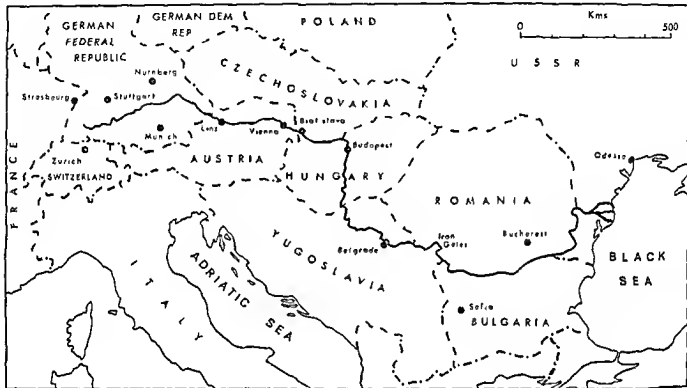 GERMAN
FEDERAL
REPUBLIC
GERMAN DEM
REP
POLAND
Kms
0 500
USSR
Nurnberg
CZECHOSLOVAKIA
Strasbourg
Stuttgart
Munich
Linz
Vienna
Bratislava
Budapest
Odessa
FRANCE
Zurich
SWITZERLAND
AUSTRIA
HUNGARY
ROMANIA
ITALY
ADRIATIC SEA
YUGOSLAVIA
Belgrade
Iron
Gates
Bucharest
BLACK
SEA
Sofia
BULGARIA